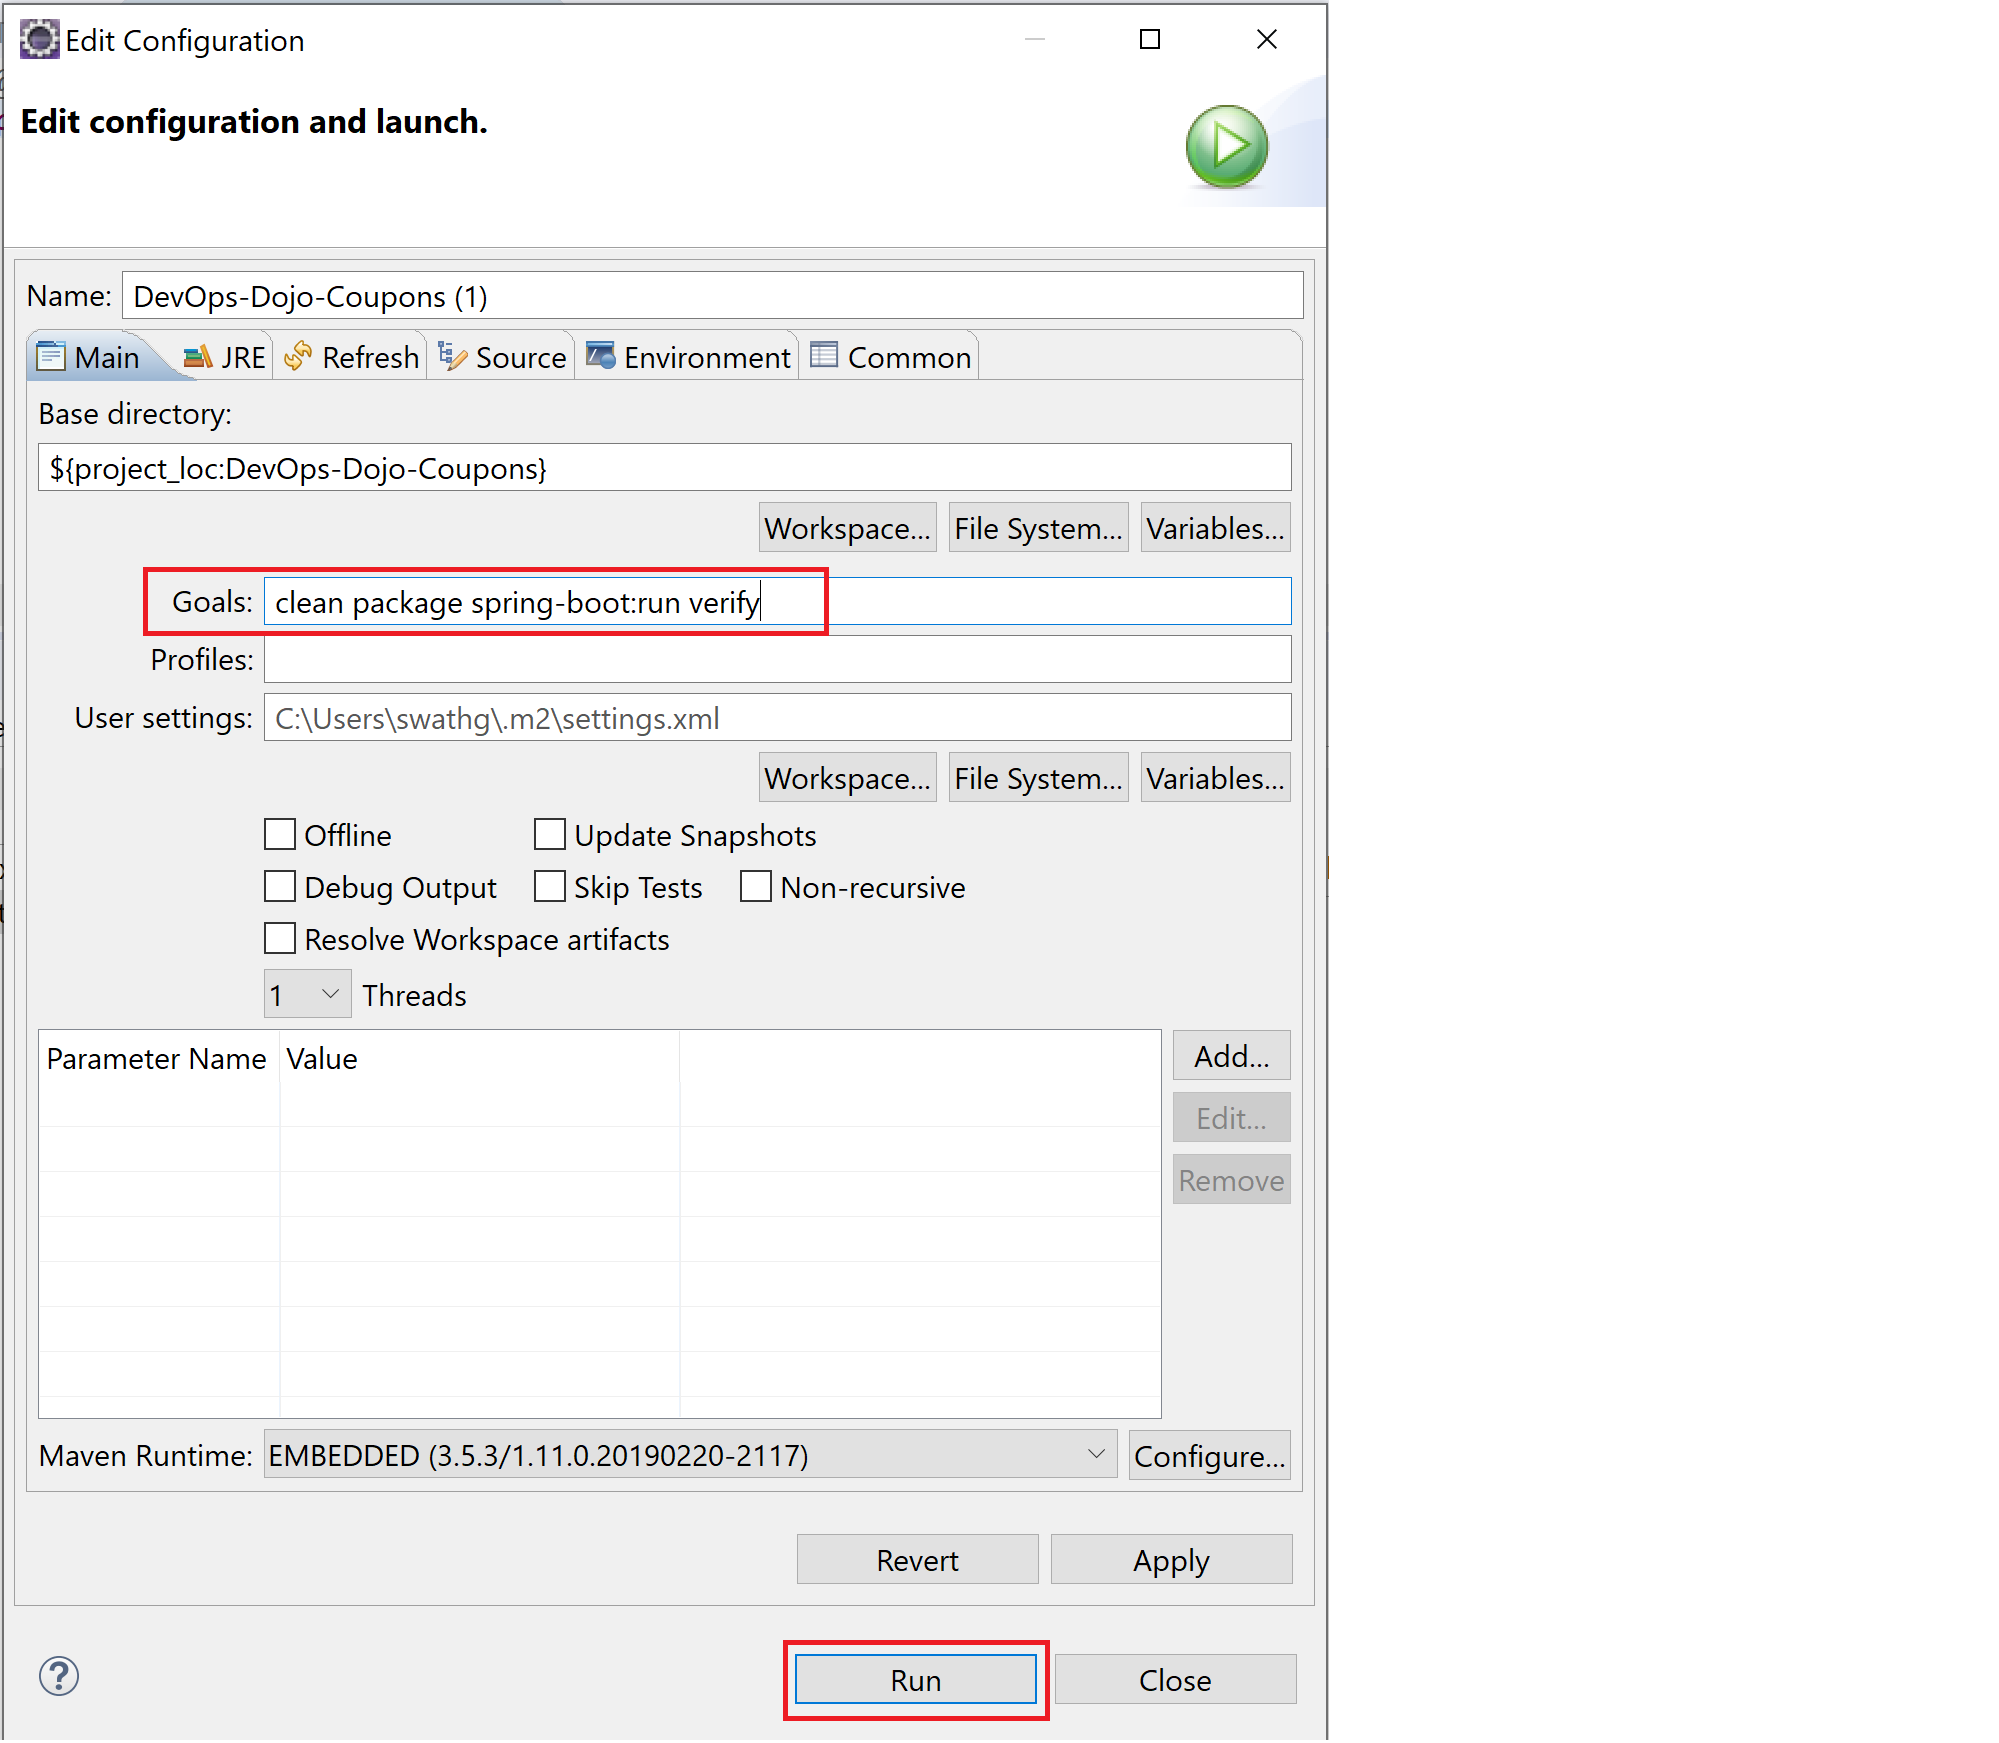 Edit Configuration
Edit configuration and launch.
Name: DevOps-Dojo-Coupons (1)
Main JRE Refresh Source Environment Common
Base directory:
${project_loc:DevOps-Dojo-Coupons}
Workspace... File System... Variables...
Goals: clean package spring-boot:run verify
Profiles:
User settings: C:\Users\swathg\.m2\settings.xml
Workspace... File System... Variables...
Offline Update Snapshots
Debug Output Skip Tests Non-recursive
Resolve Workspace artifacts
1 Threads
Parameter Name Value
Add...
Edit...
Remove
Maven Runtime: EMBEDDED (3.5.3/1.11.0.20190220-2117) Configure...
Revert Apply
Run Close